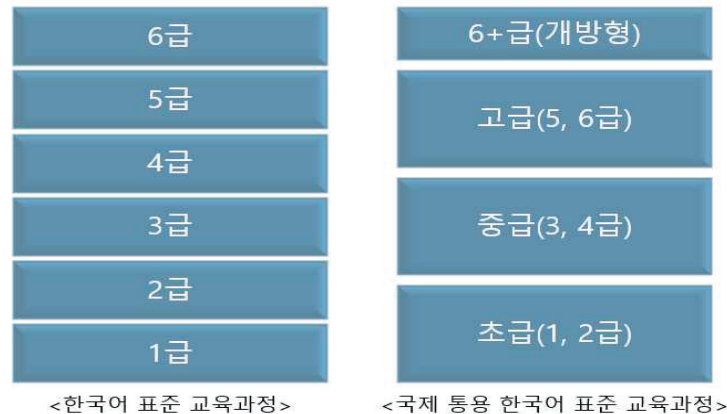 6급
5급
4급
3급
2급
1급
<한국어 표준 교육과정>
6+급(개방형)
고급(5, 6급)
중급(3, 4급)
초급(1, 2급)
<국제 통용 한국어 표준 교육과정>